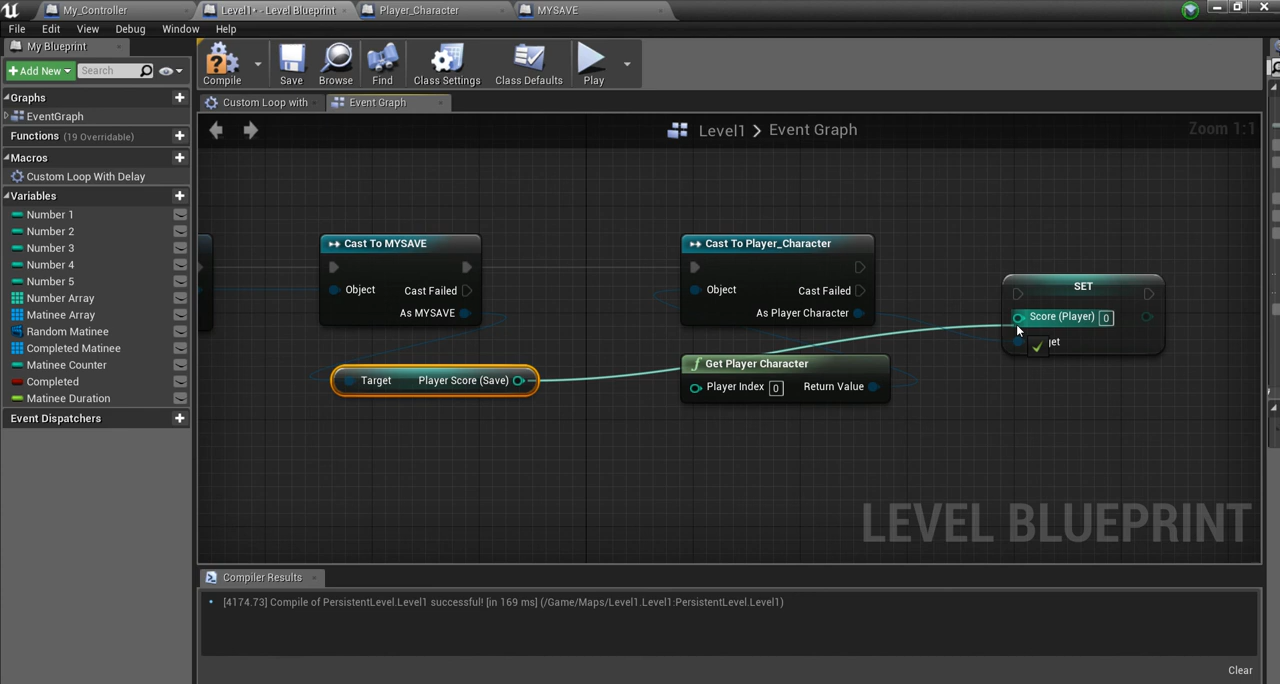 My_Controller
Level1* - Level Blueprint
Player_Character
MYSAVE
File Edit View Debug Window Help
My Blueprint
+Add New
Search
Compile
Save
Browse
Find
Class Settings
Class Defaults
Play
Graphs
EventGraph
Functions (19 Overridable)
Macros
Custom Loop With Delay
Variables
Number 1
Number 2
Number 3
Number 4
Number 5
Number Array
Matinee Array
Random Matinee
Completed Matinee
Matinee Counter
Completed
Matinee Duration
Event Dispatchers
Custom Loop with
Event Graph
Level1 > Event Graph
Zoom 1:1
Cast To MYSAVE
Object
Cast Failed
As MYSAVE
Target Player Score (Save)
Cast To Player_Character
Object
Cast Failed
As Player Character
Get Player Character
Player Index 0
Return Value
SET
Score (Player) 0
get
LEVEL BLUEPRINT
Compiler Results
[4174.73] Compile of PersistentLevel.Level1 successful! [in 169 ms] (/Game/Maps/Level1.Level1:PersistentLevel.Level1)
Clear